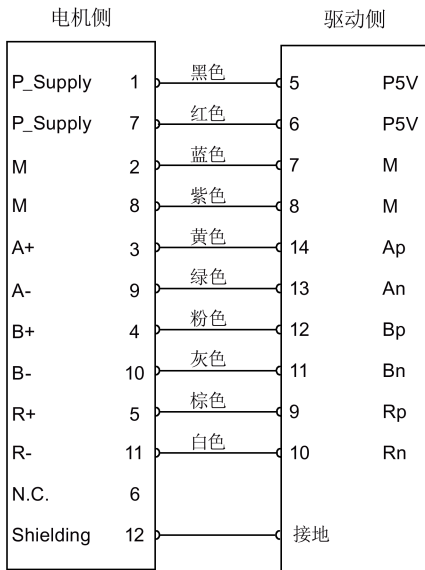 电机侧 驱动侧
P_Supply 1 黑色 5 P5V
P_Supply 7 红色 6 P5V
M 2 蓝色 7 M
M 8 紫色 8 M
A+ 3 黄色 14 Ap
A- 9 绿色 13 An
B+ 4 粉色 12 Bp
B- 10 灰色 11 Bn
R+ 5 棕色 9 Rp
R- 11 白色 10 Rn
N.C. 6
Shielding 12 接地